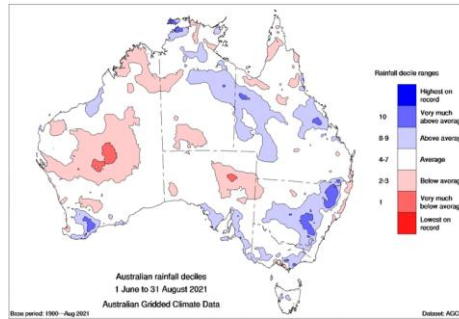 Rainfall decile ranges
Highest on
record
10
Very much
above average
8-9
Above average
4-7
Average
2-3
Below average
1
Very much
below average
Lowest on
record
Australian rainfall deciles
1 June to 31 August 2021
Australian Gridded Climate Data
Base period: 1900—Aug 2021
Dataset: AGCD